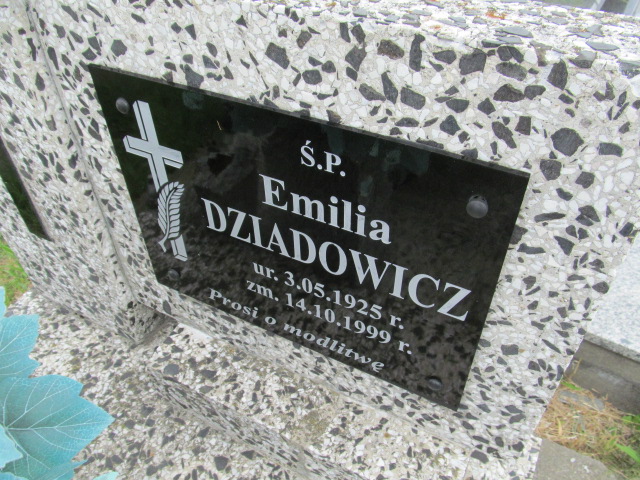 Ś.P.
Emilia
DZIADOWICZ
ur. 3.05.1925 r.
zm. 14.10.1999 r.
Prosi o modlitwę